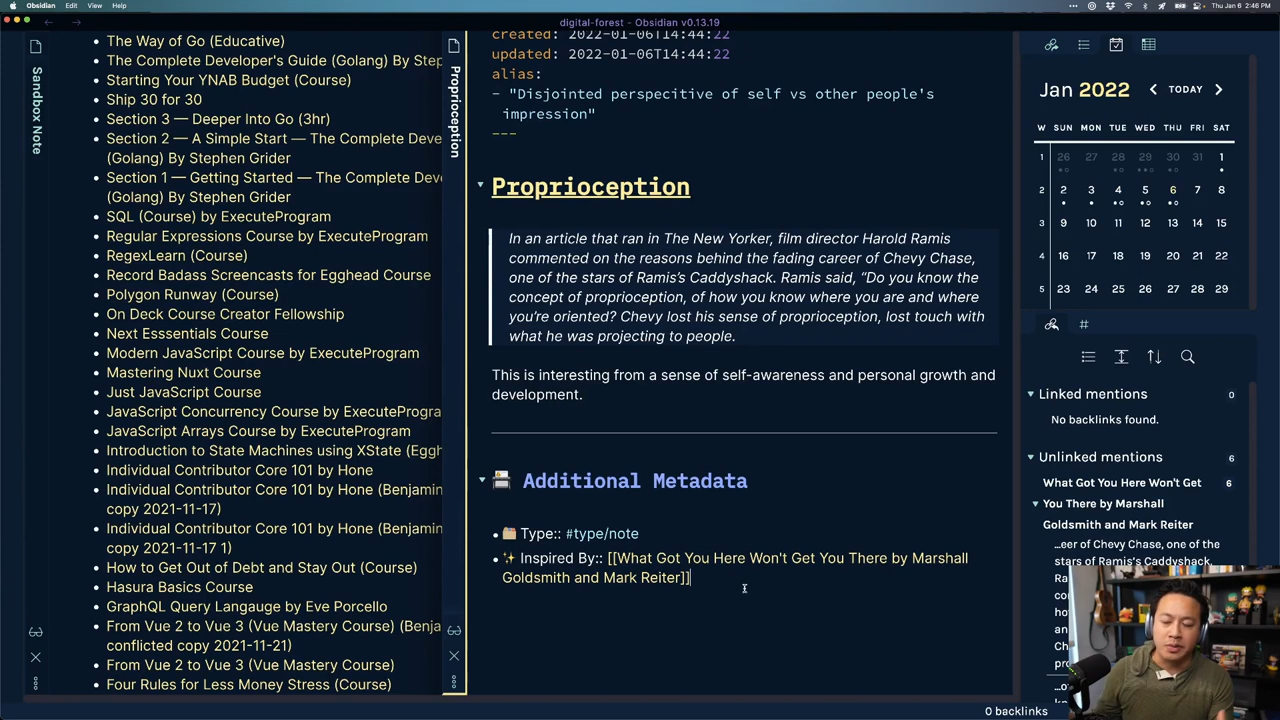 Obsidian Edit View Help
Thu Jan 6 2:46 PM
digital-forest - Obsidian v0.13.19
Sandbox Note
The Way of Go (Educative)
The Complete Developer's Guide (Golang) By Step
Starting Your YNAB Budget (Course)
Ship 30 for 30
Section 3 — Deeper Into Go (3hr)
Section 2 — A Simple Start — The Complete Deve
(Golang) By Stephen Grider
Section 1 — Getting Started — The Complete Deve
(Golang) By Stephen Grider
SQL (Course) by ExecuteProgram
Regular Expressions Course by ExecuteProgram
RegexLearn (Course)
Record Badass Screencasts for Egghead Course
Polygon Runway (Course)
On Deck Course Creator Fellowship
Next Esssentials Course
Modern JavaScript Course by ExecuteProgram
Mastering Nuxt Course
Just JavaScript Course
JavaScript Concurrency Course by ExecuteProgra
JavaScript Arrays Course by ExecuteProgram
Introduction to State Machines using XState (Eggh
Individual Contributor Core 101 by Hone
Individual Contributor Core 101 by Hone (Benjamin
copy 2021-11-17)
Individual Contributor Core 101 by Hone (Benjamin
copy 2021-11-17 1)
How to Get Out of Debt and Stay Out (Course)
Hasura Basics Course
GraphQL Query Langauge by Eve Porcello
From Vue 2 to Vue 3 (Vue Mastery Course) (Benja
conflicted copy 2021-11-21)
From Vue 2 to Vue 3 (Vue Mastery Course)
Four Rules for Less Money Stress (Course)
Proprioception
created: 2022-01-06T14:44:22
updated: 2022-01-06T14:44:22
alias:
- "Disjointed perspecitive of self vs other people's
impression"
---
Proprioception
In an article that ran in The New Yorker, film director Harold Ramis
commented on the reasons behind the fading career of Chevy Chase,
one of the stars of Ramis’s Caddyshack. Ramis said, “Do you know the
concept of proprioception, of how you know where you are and where
you’re oriented? Chevy lost his sense of proprioception, lost touch with
what he was projecting to people.
This is interesting from a sense of self-awareness and personal growth and
development.
Additional Metadata
Type:: #type/note
Inspired By:: [[What Got You Here Won't Get You There by Marshall
Goldsmith and Mark Reiter]]
Jan 2022 TODAY
W SUN MON TUE WED THU FRI SAT
1 26 27 28 29 30 31 1
2 2 3 4 5 6 7 8
3 9 10 11 12 13 14 15
4 16 17 18 19 20 21 22
5 23 24 25 26 27 28 29
#
Linked mentions 0
No backlinks found.
Unlinked mentions 6
What Got You Here Won't Get 6
You There by Marshall
Goldsmith and Mark Reiter
...eer of Chevy Chase, one of the
stars of Ramis's Caddyshack.
0 backlinks